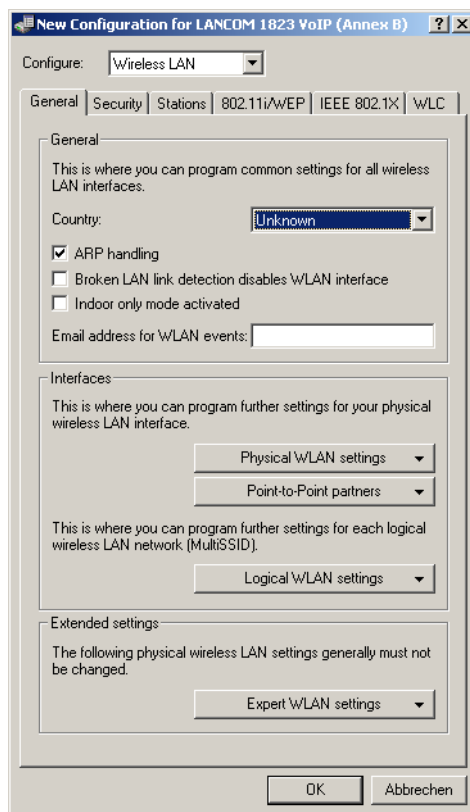 New Configuration for LANCOM 1823 VoIP (Annex B)
Configure: Wireless LAN
General Security Stations 802.11i/WEP IEEE 802.1X WLC
General
This is where you can program common settings for all wireless
LAN interfaces.
Country: Unknown
ARP handling
Broken LAN link detection disables WLAN interface
Indoor only mode activated
Email address for WLAN events:
Interfaces
This is where you can program further settings for your physical
wireless LAN interface.
Physical WLAN settings
Point-to-Point partners
This is where you can program further settings for each logical
wireless LAN network (MultiSSID).
Logical WLAN settings
Extended settings
The following physical wireless LAN settings generally must not
be changed.
Expert WLAN settings
OK Abbrechen